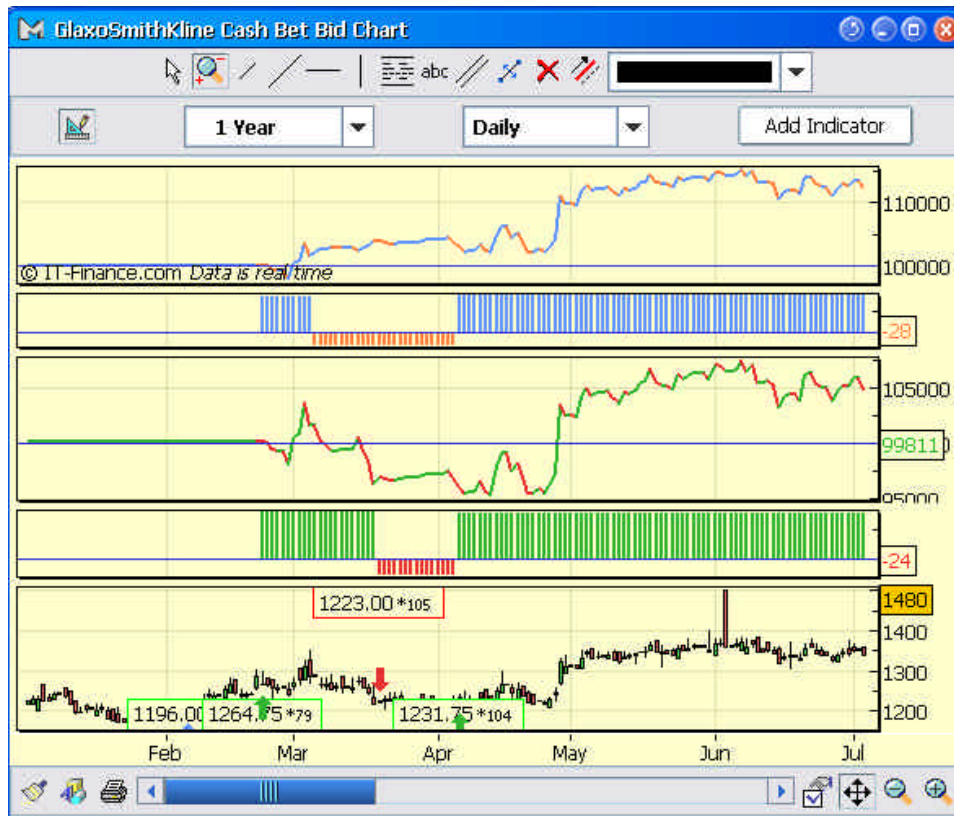 GlaxoSmithKline Cash Bet Bid Chart
abc
1 Year
Daily
Add Indicator
110000
100000
© IT-Finance.com Data is real time
-28
105000
99811
95000
-24
1480
1223.00 *105
1400
1300
1200
1196.00
1264.75 *79
1231.75 *104
Feb
Mar
Apr
May
Jun
Jul